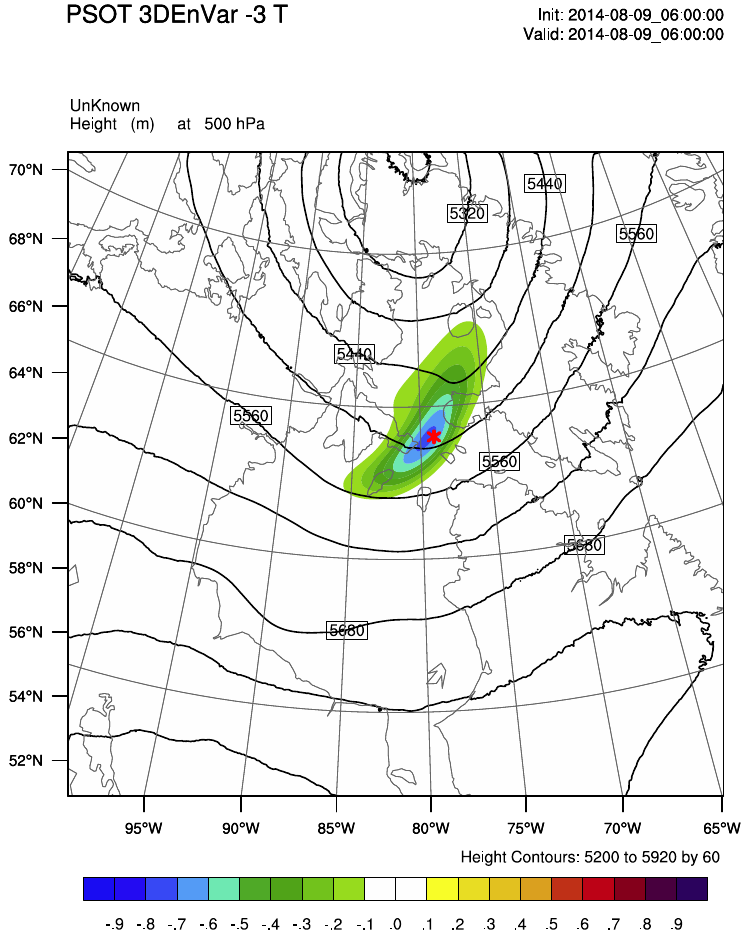 PSOT 3DEnVar -3 T
Init: 2014-08-09_06:00:00
Valid: 2014-08-09_06:00:00
UnKnown
Height (m) at 500 hPa
70°N
5440
5320
5560
68°N
66°N
5440
64°N
5560
62°N
5560
60°N
5680
58°N
5680
56°N
54°N
52°N
95°W 90°W 85°W 80°W 75°W 70°W 65°W
Height Contours: 5200 to 5920 by 60
-.9 -.8 -.7 -.6 -.5 -.4 -.3 -.2 -.1 .0 .1 .2 .3 .4 .5 .6 .7 .8 .9